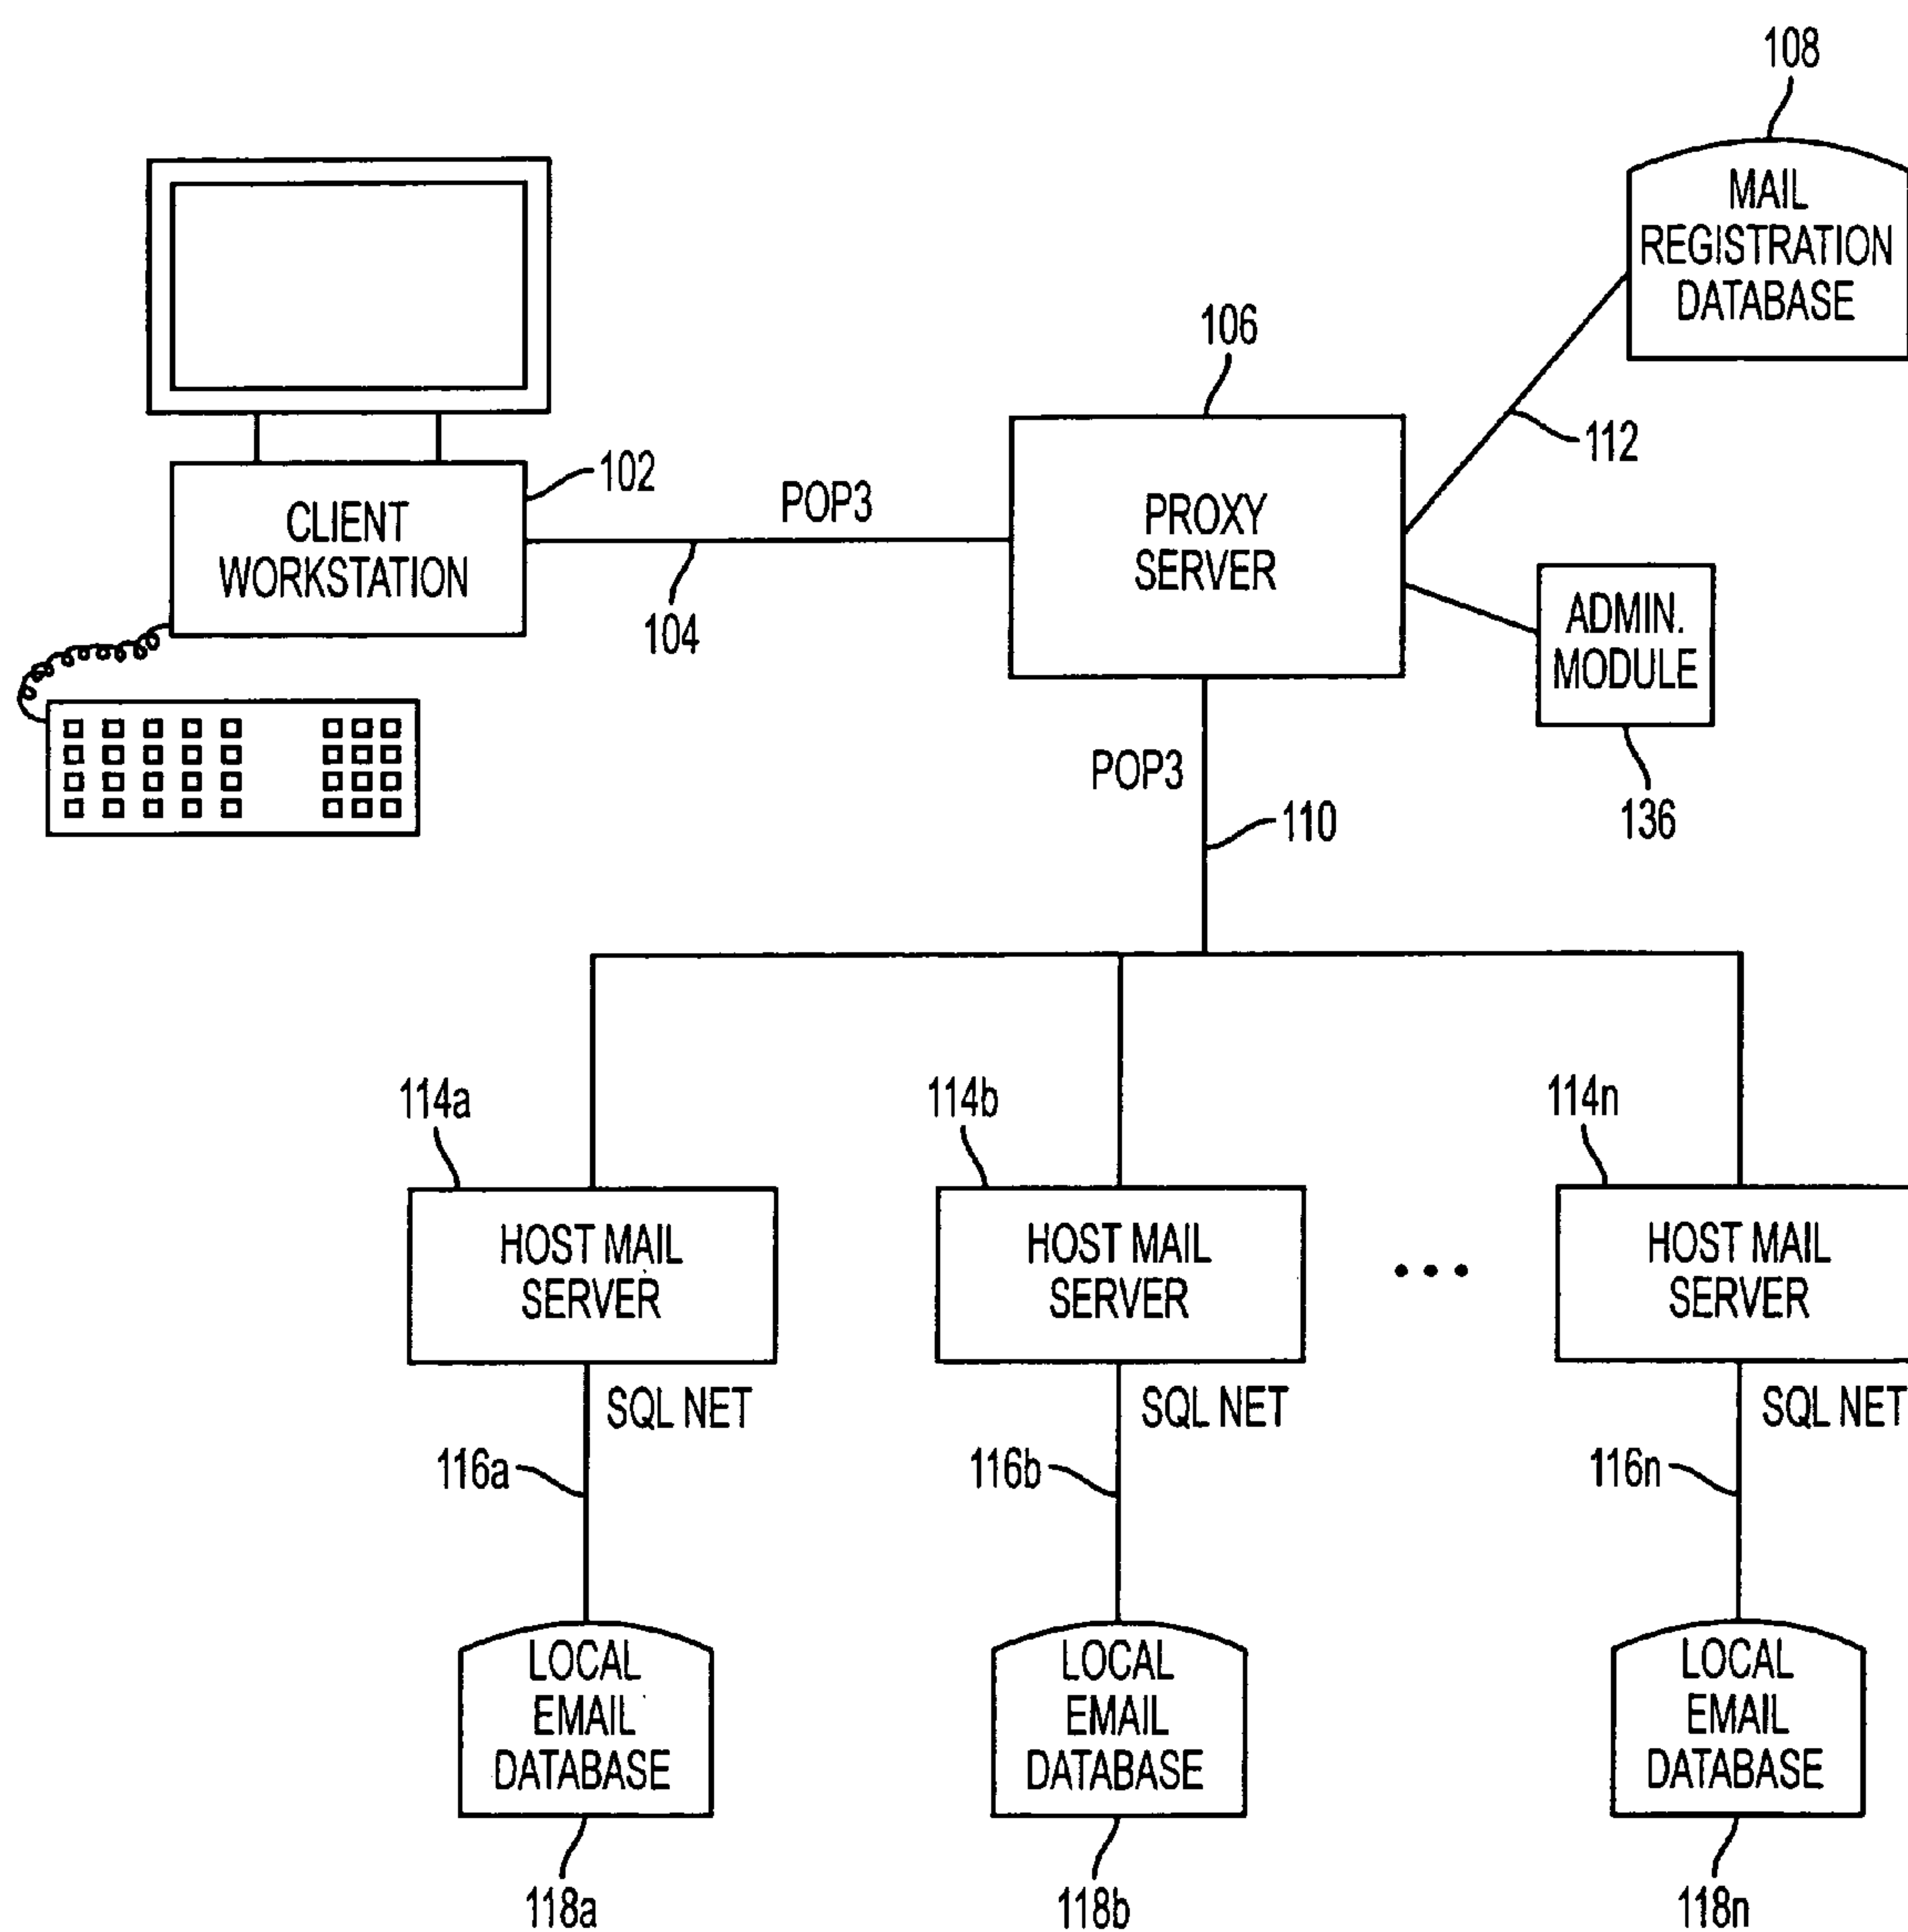 108
MAIL
REGISTRATION
DATABASE
106
112
102
CLIENT
WORKSTATION
POP3
104
PROXY
SERVER
ADMIN.
MODULE
136
POP3
110
114a
114b
114n
HOST MAIL
SERVER
HOST MAIL
SERVER
• • •
HOST MAIL
SERVER
SQL NET
SQL NET
SQL NET
116a
116b
116n
LOCAL
EMAIL
DATABASE
LOCAL
EMAIL
DATABASE
LOCAL
EMAIL
DATABASE
118a
118b
118n